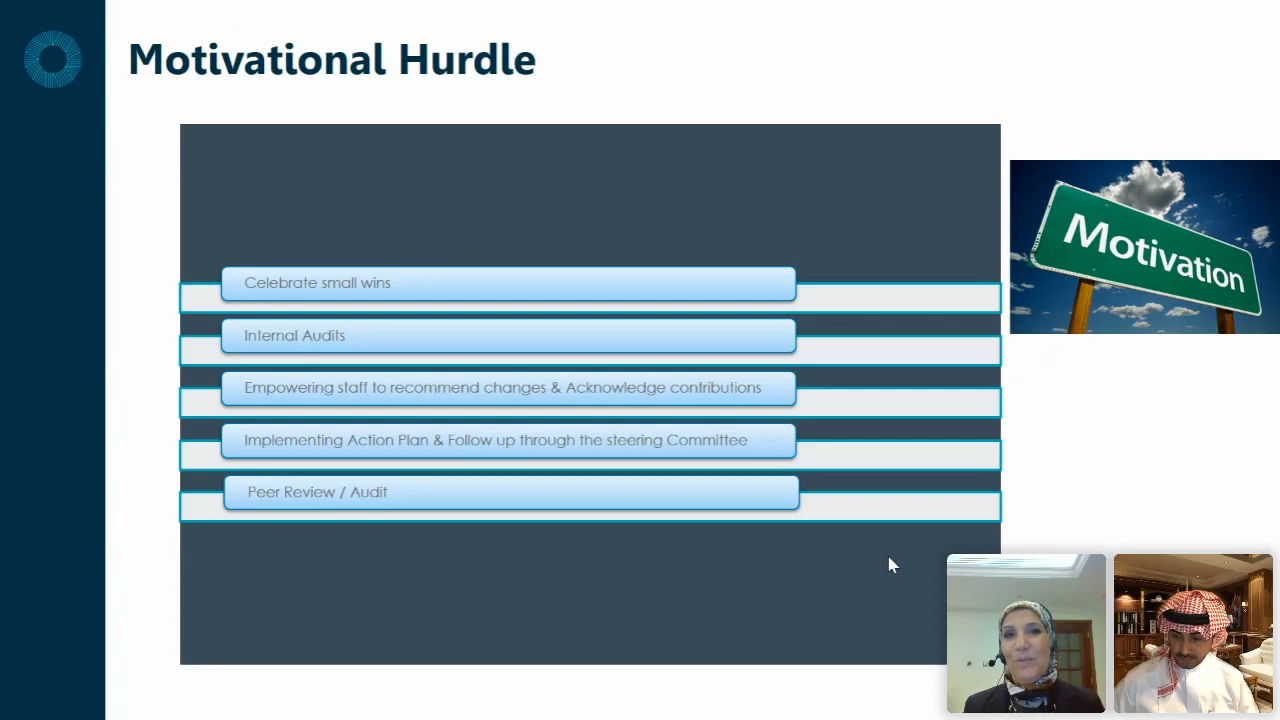 Motivational Hurdle
Celebrate small wins
Internal Audits
Empowering staff to recommend changes & Acknowledge contributions
Implementing Action Plan & Follow up through the steering Committee
Peer Review / Audit
Motivation